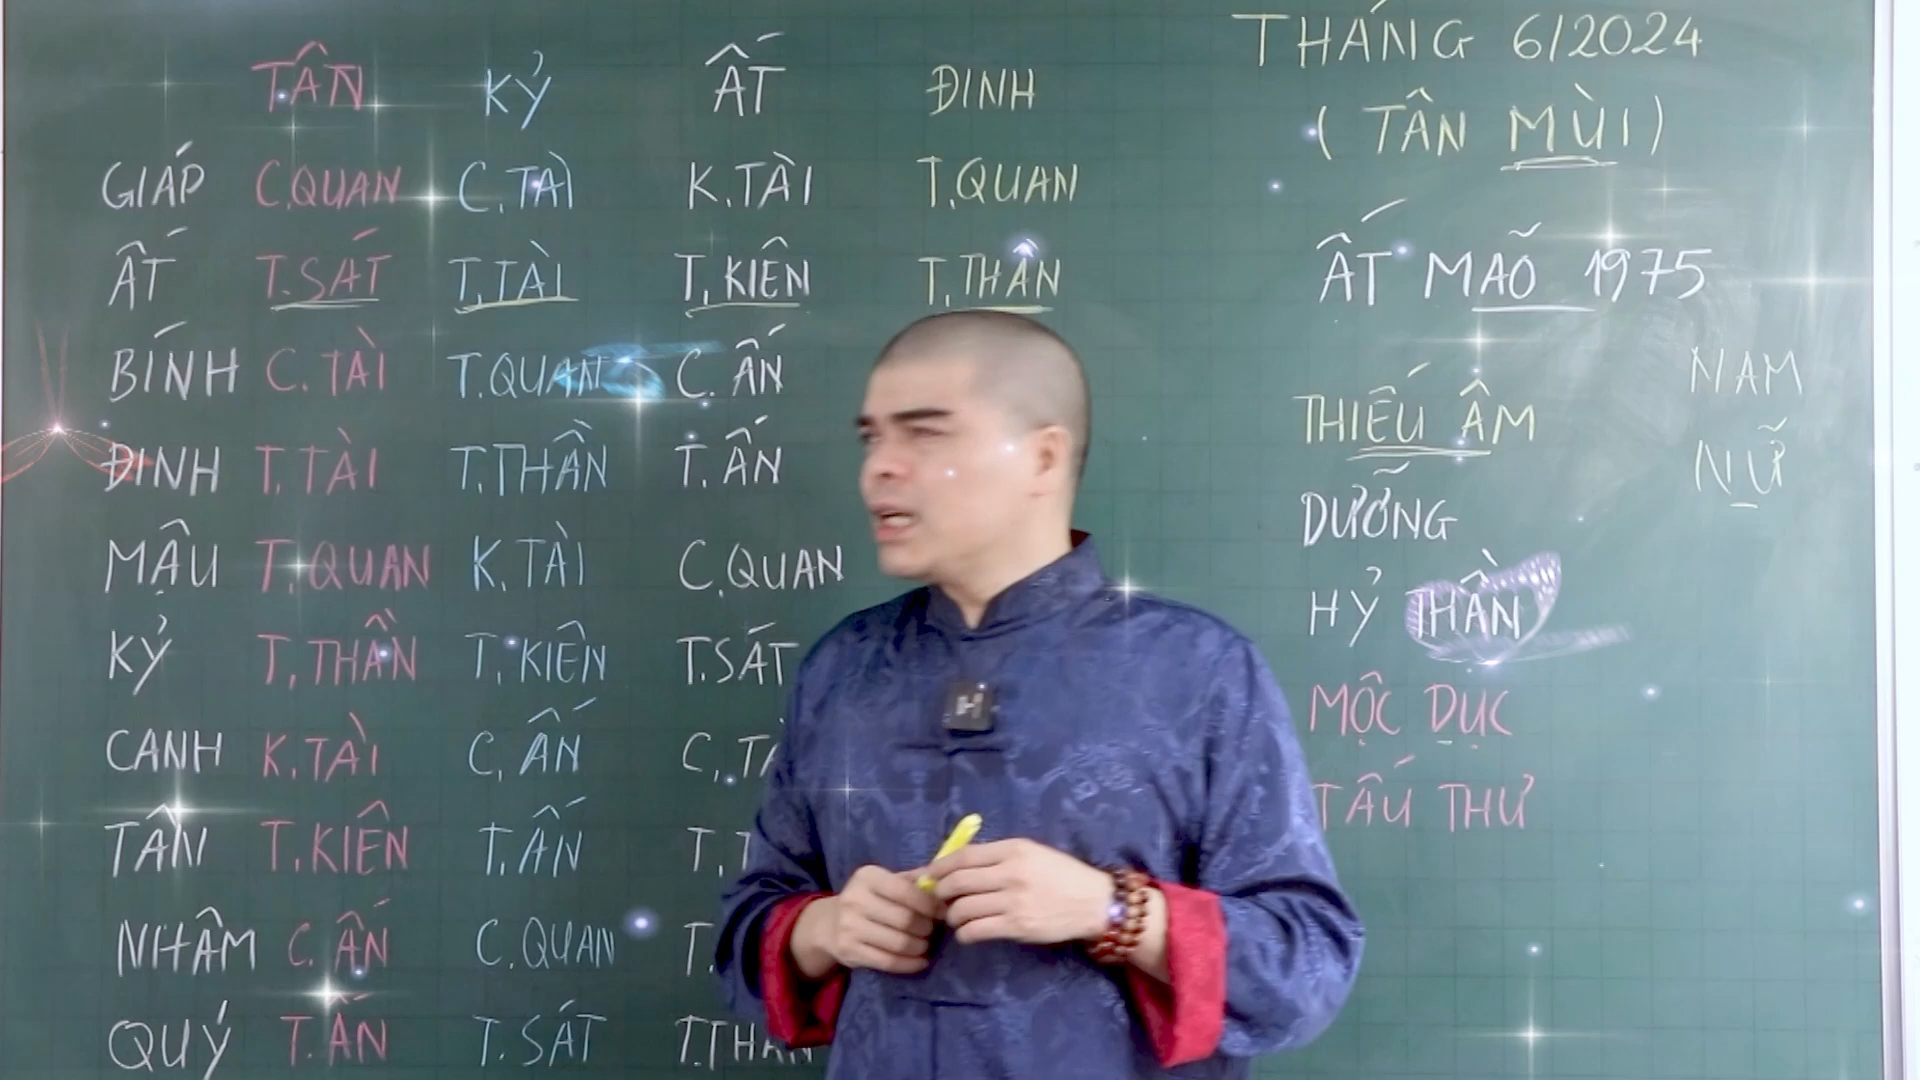 TÂN KỶ ẤT ĐINH
GIÁP C.QUAN C.TÀI K.TÀI T.QUAN
ẤT T.SÁT T.TÀI T.KIÊN T.THẦN
BÍNH C.TÀI T.QUAN C.ẤN
ĐINH T.TÀI T.THẦN T.ẤN
MẬU T.QUAN K.TÀI C.QUAN
KỶ T.THẦN T.KIÊN T.SÁT
CANH K.TÀI C.ẤN
TÂN T.KIÊN T.ẤN
NHÂM C.ẤN C.QUAN
QUÝ T.ẤN T.SÁT T.THẦN
THÁNG 6/2024
(TÂN MÙI)
ẤT MÃO 1975
THIẾU ÂM
DƯỠNG
HỶ THẦN
MỘC DỤC
TẤU THƯ
NAM
NỮ
H